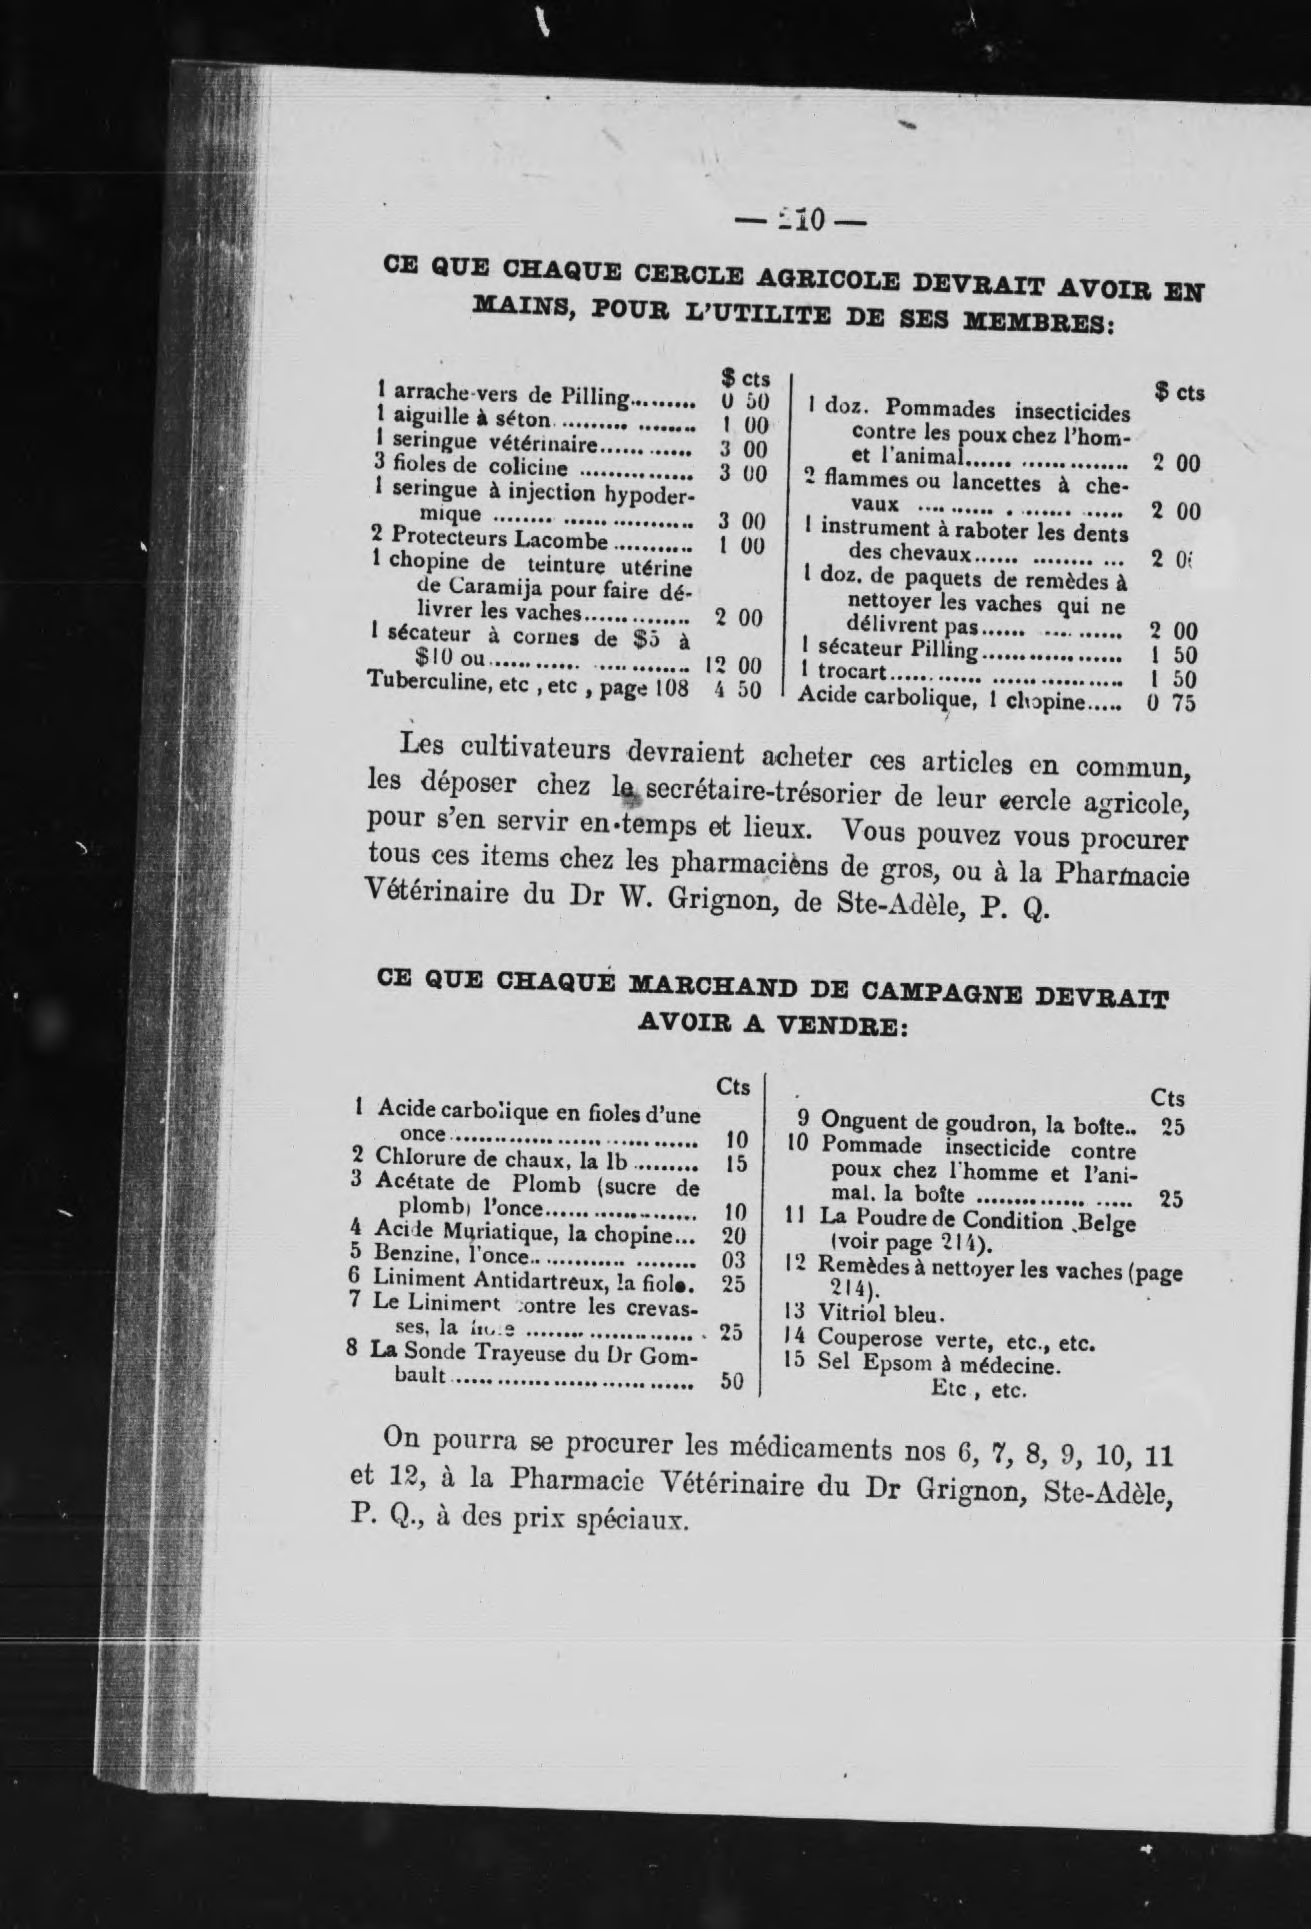 — 210 —
CE QUE CHAQUE CERCLE AGRICOLE DEVRAIT AVOIR EN
MAINS, POUR L'UTILITE DE SES MEMBRES:
$ cts
1 arrache-vers de Pilling.......... 0 50
1 aiguille à séton................. 1 00
1 seringue vétérinaire............. 3 00
3 fioles de colicine ............... 3 00
1 seringue à injection hypoder-
mique ........................... 3 00
2 Protecteurs Lacombe ........... 1 00
1 chopine de teinture utérine
de Caramija pour faire dé-
livrer les vaches............... 2 00
1 sécateur à cornes de $5 à
$10 ou......................... 12 00
Tuberculine, etc , etc , page 108 4 50
$ cts
1 doz. Pommades insecticides
contre les poux chez l'hom-
et l'animal..................... 2 00
2 flammes ou lancettes à che-
vaux .......................... 2 00
1 instrument à raboter les dents
des chevaux................. 2 0
1 doz. de paquets de remèdes à
nettoyer les vaches qui ne
délivrent pas................. 2 00
1 sécateur Pilling................... 1 50
1 trocart............................. 1 50
Acide carbolique, 1 chopine..... 0 75
Les cultivateurs devraient acheter ces articles en commun,
les déposer chez le secrétaire-trésorier de leur cercle agricole,
pour s'en servir en temps et lieux. Vous pouvez vous procurer
tous ces items chez les pharmaciens de gros, ou à la Pharmacie
Vétérinaire du Dr W. Grignon, de Ste-Adèle, P. Q.
CE QUE CHAQUE MARCHAND DE CAMPAGNE DEVRAIT
AVOIR A VENDRE:
Cts
1 Acide carbolique en fioles d'une
once............................. 10
2 Chlorure de chaux, la lb ......... 15
3 Acétate de Plomb (sucre de
plomb) l'once.................... 10
4 Acide Muriatique, la chopine... 20
5 Benzine, l'once...................... 03
6 Liniment Antidartreux, la fiole. 25
7 Le Liniment contre les crevas-
ses, la fiole ....................... 25
8 La Sonde Trayeuse du Dr Gom-
bault............................... 50
Cts
9 Onguent de goudron, la boîte.. 25
10 Pommade insecticide contre
poux chez l'homme et l'ani-
mal. la boîte ................... 25
11 La Poudre de Condition Belge
(voir page 214).
12 Remèdes à nettoyer les vaches (page
214).
13 Vitriol bleu.
14 Couperose verte, etc., etc.
15 Sel Epsom à médecine.
Etc , etc.
On pourra se procurer les médicaments nos 6, 7, 8, 9, 10, 11
et 12, à la Pharmacie Vétérinaire du Dr Grignon, Ste-Adèle,
P. Q., à des prix spéciaux.